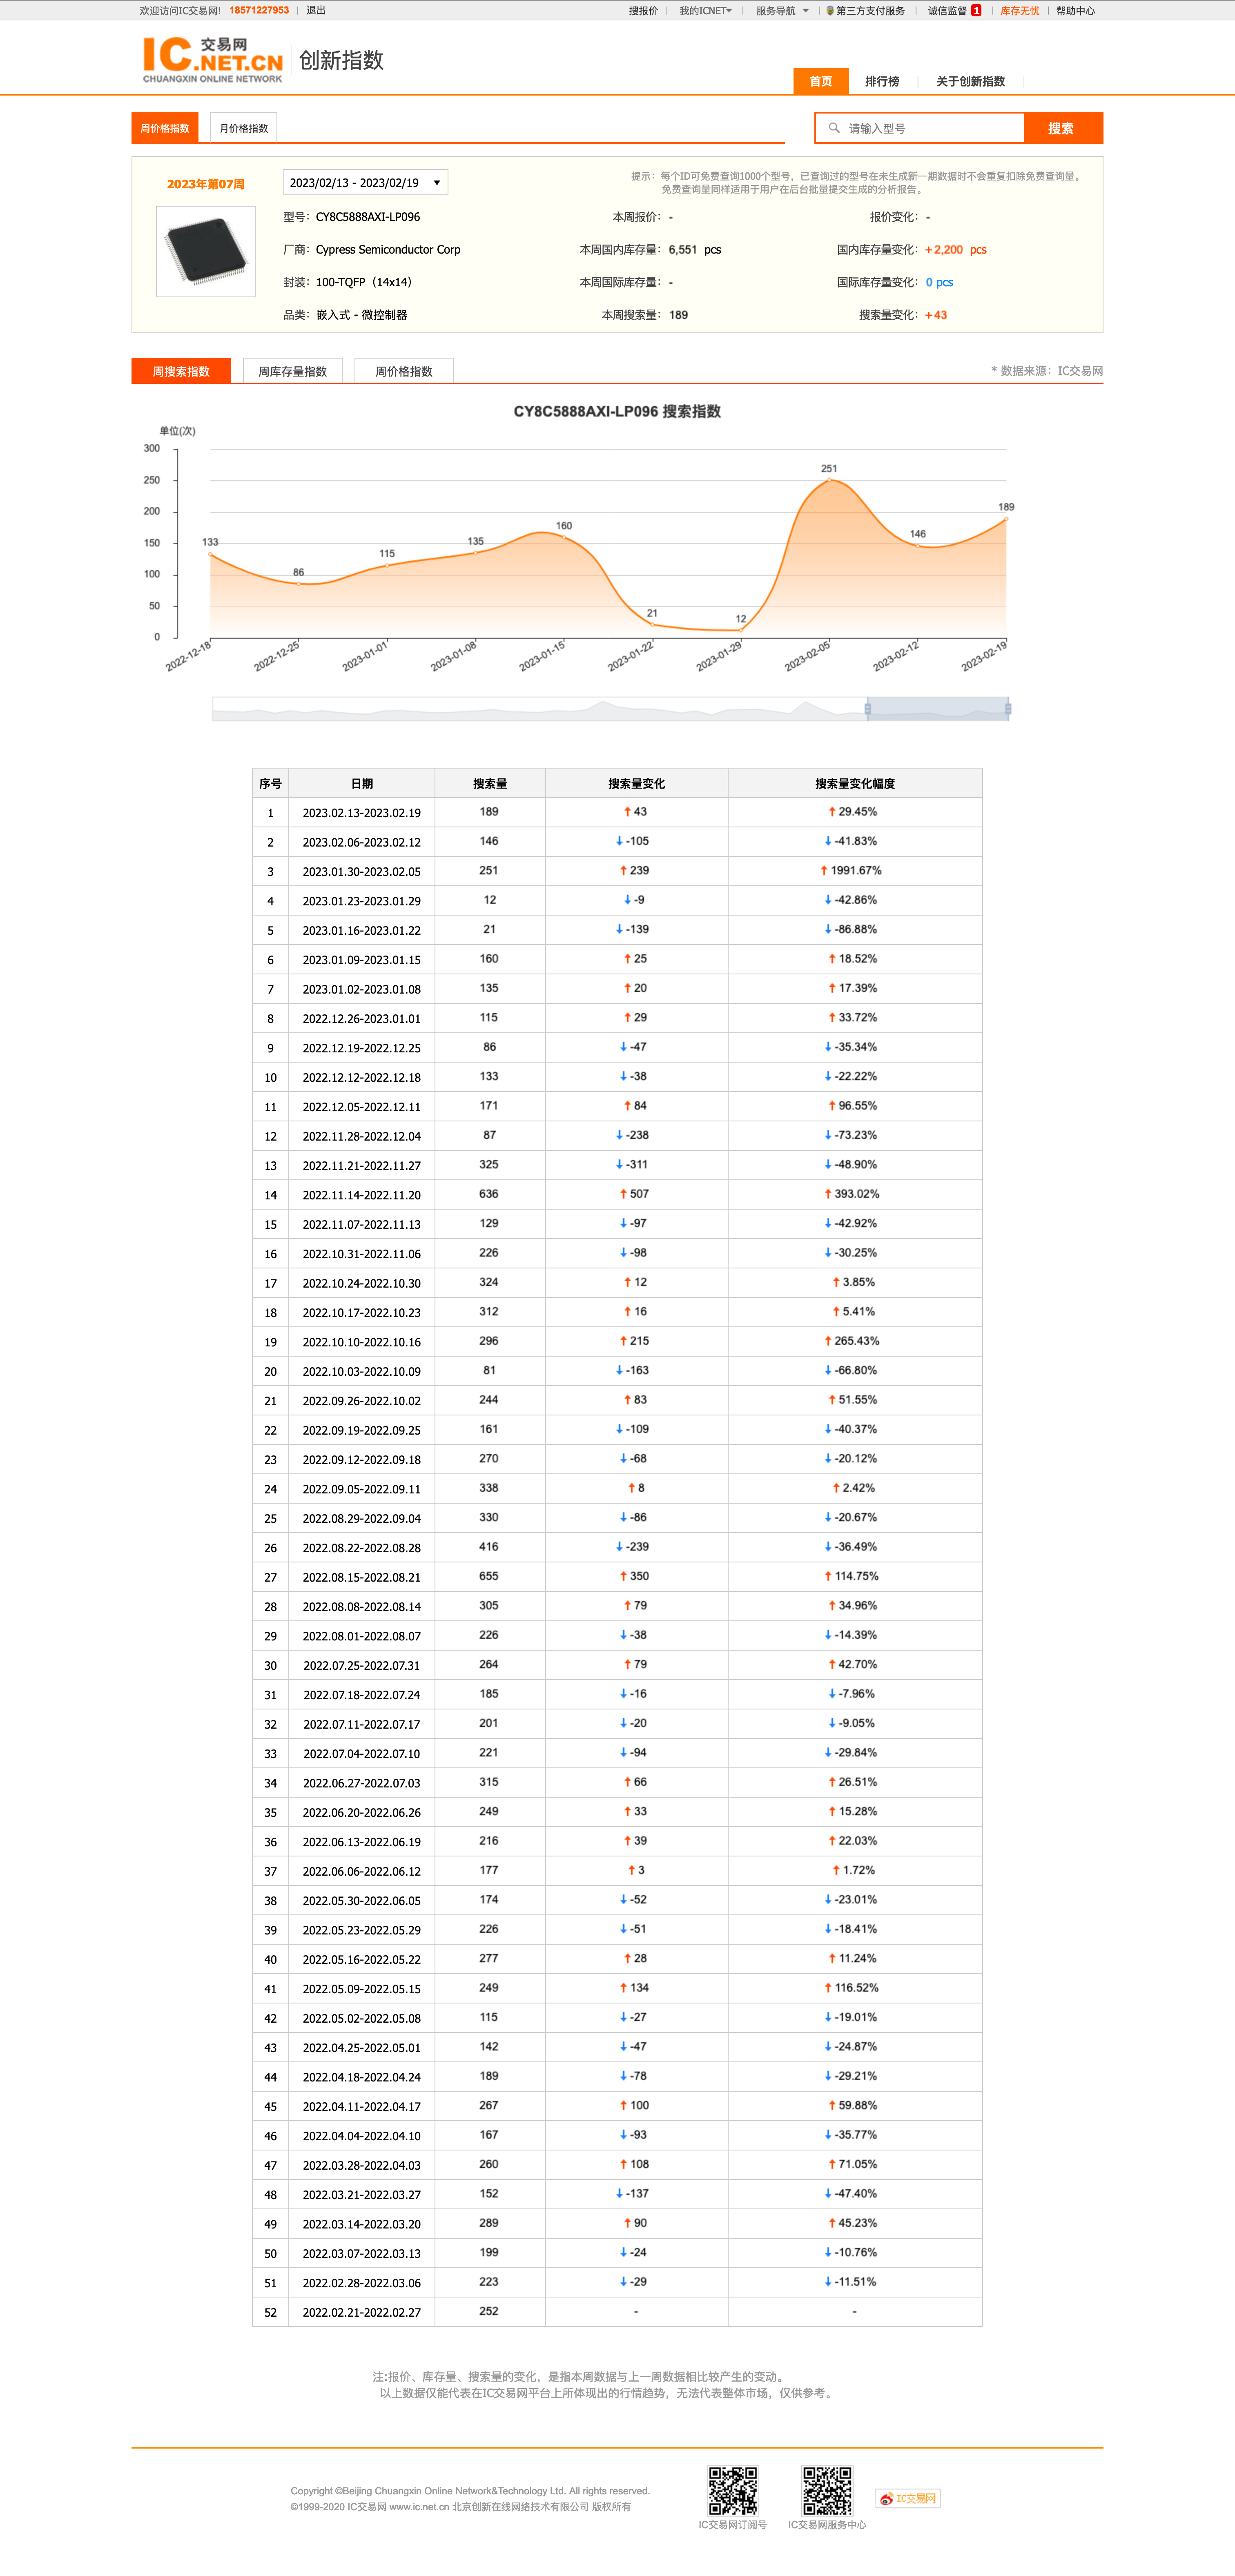 欢迎访问IC交易网! 18571227953 | 退出 搜报价 | 我的ICNET | 服务导航 | 第三方支付服务 | 诚信监督 1 | 库存无忧 | 帮助中心
IC 交易网 .NET.CN
CHUANGXIN ONLINE NETWORK
创新指数
首页 排行榜 关于创新指数
周价格指数 月价格指数 请输入型号 搜索
2023年第07周 2023/02/13 - 2023/02/19
提示：每个ID可免费查询1000个型号，已查询过的型号在未生成新一期数据时不会重复扣除免费查询量。
免费查询量同样适用于用户在后台批量提交生成的分析报告。
型号：CY8C5888AXI-LP096 本周报价：- 报价变化：-
厂商：Cypress Semiconductor Corp 本周国内库存量：6,551 pcs 国内库存量变化：+2,200 pcs
封装：100-TQFP（14x14） 本周国际库存量：- 国际库存量变化：0 pcs
品类：嵌入式 - 微控制器 本周搜索量：189 搜索量变化：+43
周搜索指数 周库存量指数 周价格指数 * 数据来源：IC交易网
CY8C5888AXI-LP096 搜索指数
单位(次)
300
250
200
150
100
50
0
133 86 115 135 160 21 12 251 146 189
2022-12-18 2022-12-25 2023-01-01 2023-01-08 2023-01-15 2023-01-22 2023-01-29 2023-02-05 2023-02-12 2023-02-19
序号 日期 搜索量 搜索量变化 搜索量变化幅度
1 2023.02.13-2023.02.19 189 ↑43 ↑29.45%
2 2023.02.06-2023.02.12 146 ↓-105 ↓-41.83%
3 2023.01.30-2023.02.05 251 ↑239 ↑1991.67%
4 2023.01.23-2023.01.29 12 ↓-9 ↓-42.86%
5 2023.01.16-2023.01.22 21 ↓-139 ↓-86.88%
6 2023.01.09-2023.01.15 160 ↑25 ↑18.52%
7 2023.01.02-2023.01.08 135 ↑20 ↑17.39%
8 2022.12.26-2023.01.01 115 ↑29 ↑33.72%
9 2022.12.19-2022.12.25 86 ↓-47 ↓-35.34%
10 2022.12.12-2022.12.18 133 ↓-38 ↓-22.22%
11 2022.12.05-2022.12.11 171 ↑84 ↑96.55%
12 2022.11.28-2022.12.04 87 ↓-238 ↓-73.23%
13 2022.11.21-2022.11.27 325 ↓-311 ↓-48.90%
14 2022.11.14-2022.11.20 636 ↑507 ↑393.02%
15 2022.11.07-2022.11.13 129 ↓-97 ↓-42.92%
16 2022.10.31-2022.11.06 226 ↓-98 ↓-30.25%
17 2022.10.24-2022.10.30 324 ↑12 ↑3.85%
18 2022.10.17-2022.10.23 312 ↑16 ↑5.41%
19 2022.10.10-2022.10.16 296 ↑215 ↑265.43%
20 2022.10.03-2022.10.09 81 ↓-163 ↓-66.80%
21 2022.09.26-2022.10.02 244 ↑83 ↑51.55%
22 2022.09.19-2022.09.25 161 ↓-109 ↓-40.37%
23 2022.09.12-2022.09.18 270 ↓-68 ↓-20.12%
24 2022.09.05-2022.09.11 338 ↑8 ↑2.42%
25 2022.08.29-2022.09.04 330 ↓-86 ↓-20.67%
26 2022.08.22-2022.08.28 416 ↓-239 ↓-36.49%
27 2022.08.15-2022.08.21 655 ↑350 ↑114.75%
28 2022.08.08-2022.08.14 305 ↑79 ↑34.96%
29 2022.08.01-2022.08.07 226 ↓-38 ↓-14.39%
30 2022.07.25-2022.07.31 264 ↑79 ↑42.70%
31 2022.07.18-2022.07.24 185 ↓-16 ↓-7.96%
32 2022.07.11-2022.07.17 201 ↓-20 ↓-9.05%
33 2022.07.04-2022.07.10 221 ↓-94 ↓-29.84%
34 2022.06.27-2022.07.03 315 ↑66 ↑26.51%
35 2022.06.20-2022.06.26 249 ↑33 ↑15.28%
36 2022.06.13-2022.06.19 216 ↑39 ↑22.03%
37 2022.06.06-2022.06.12 177 ↑3 ↑1.72%
38 2022.05.30-2022.06.05 174 ↓-52 ↓-23.01%
39 2022.05.23-2022.05.29 226 ↓-51 ↓-18.41%
40 2022.05.16-2022.05.22 277 ↑28 ↑11.24%
41 2022.05.09-2022.05.15 249 ↑134 ↑116.52%
42 2022.05.02-2022.05.08 115 ↓-27 ↓-19.01%
43 2022.04.25-2022.05.01 142 ↓-47 ↓-24.87%
44 2022.04.18-2022.04.24 189 ↓-78 ↓-29.21%
45 2022.04.11-2022.04.17 267 ↑100 ↑59.88%
46 2022.04.04-2022.04.10 167 ↓-93 ↓-35.77%
47 2022.03.28-2022.04.03 260 ↑108 ↑71.05%
48 2022.03.21-2022.03.27 152 ↓-137 ↓-47.40%
49 2022.03.14-2022.03.20 289 ↑90 ↑45.23%
50 2022.03.07-2022.03.13 199 ↓-24 ↓-10.76%
51 2022.02.28-2022.03.06 223 ↓-29 ↓-11.51%
52 2022.02.21-2022.02.27 252 - -
注:报价、库存量、搜索量的变化，是指本周数据与上一周数据相比较产生的变动。
以上数据仅能代表在IC交易网平台上所体现出的行情趋势，无法代表整体市场，仅供参考。
Copyright ©Beijing Chuangxin Online Network&Technology Ltd. All rights reserved.
©1999-2020 IC交易网 www.ic.net.cn 北京创新在线网络技术有限公司 版权所有
IC交易网订阅号 IC交易网服务中心 IC交易网